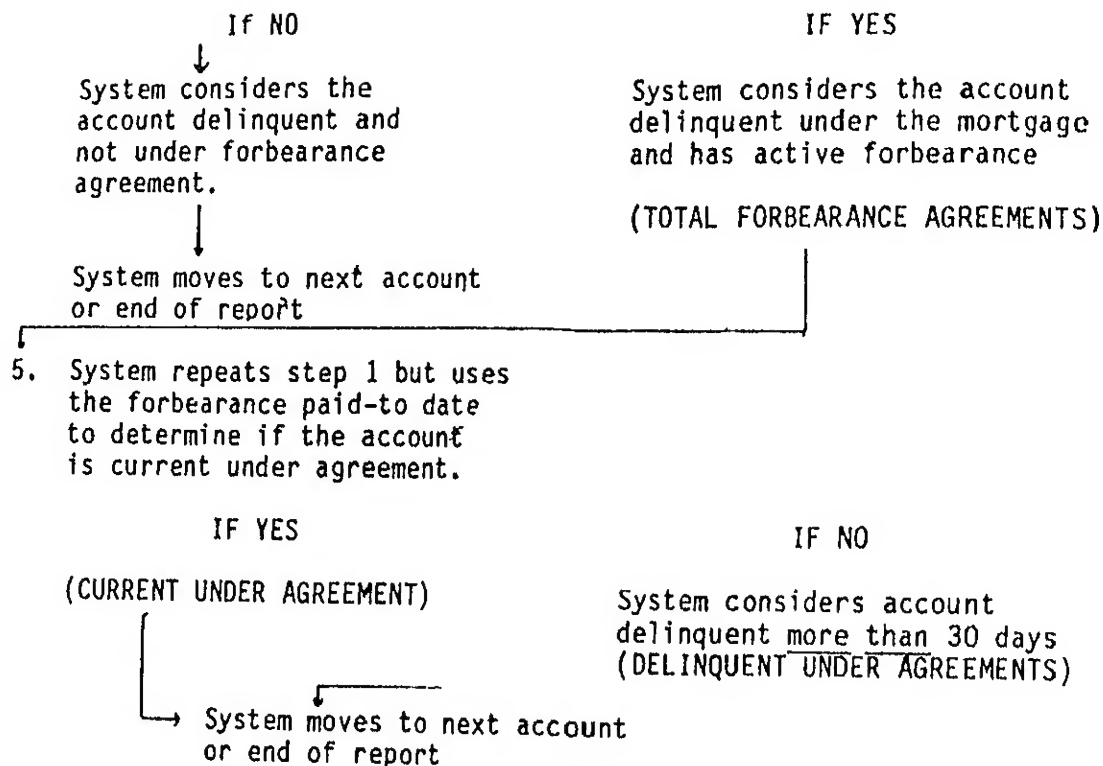 If NO
System considers the
account delinquent and
not under forbearance
agreement.
System moves to next account
or end of report
IF YES
System considers the account
delinquent under the mortgage
and has active forbearance
(TOTAL FORBEARANCE AGREEMENTS)
5. System repeats step 1 but uses
the forbearance paid-to date
to determine if the account
is current under agreement.
IF YES
(CURRENT UNDER AGREEMENT)
IF NO
System considers account
delinquent more than 30 days
(DELINQUENT UNDER AGREEMENTS)
System moves to next account
or end of report